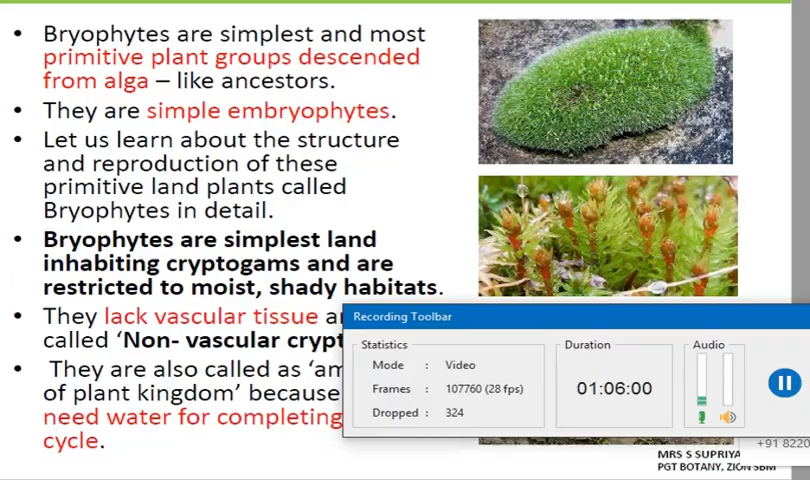 • Bryophytes are simplest and most
primitive plant groups descended
from alga – like ancestors.
• They are simple embryophytes.
• Let us learn about the structure
and reproduction of these
primitive land plants called
Bryophytes in detail.
• Bryophytes are simplest land
inhabiting cryptogams and are
restricted to moist, shady habitats.
• They lack vascular tissue
called ‘Non- vascular
• They are also called as
of plant kingdom’ because
need water for completing
cycle.
Recording Toolbar
Statistics
Mode : Video
Frames : 107760 (28 fps)
Dropped : 324
Duration
01:06:00
Audio
+91 8220
MRS S SUPRIYA
PGT BOTANY, ZION SBM